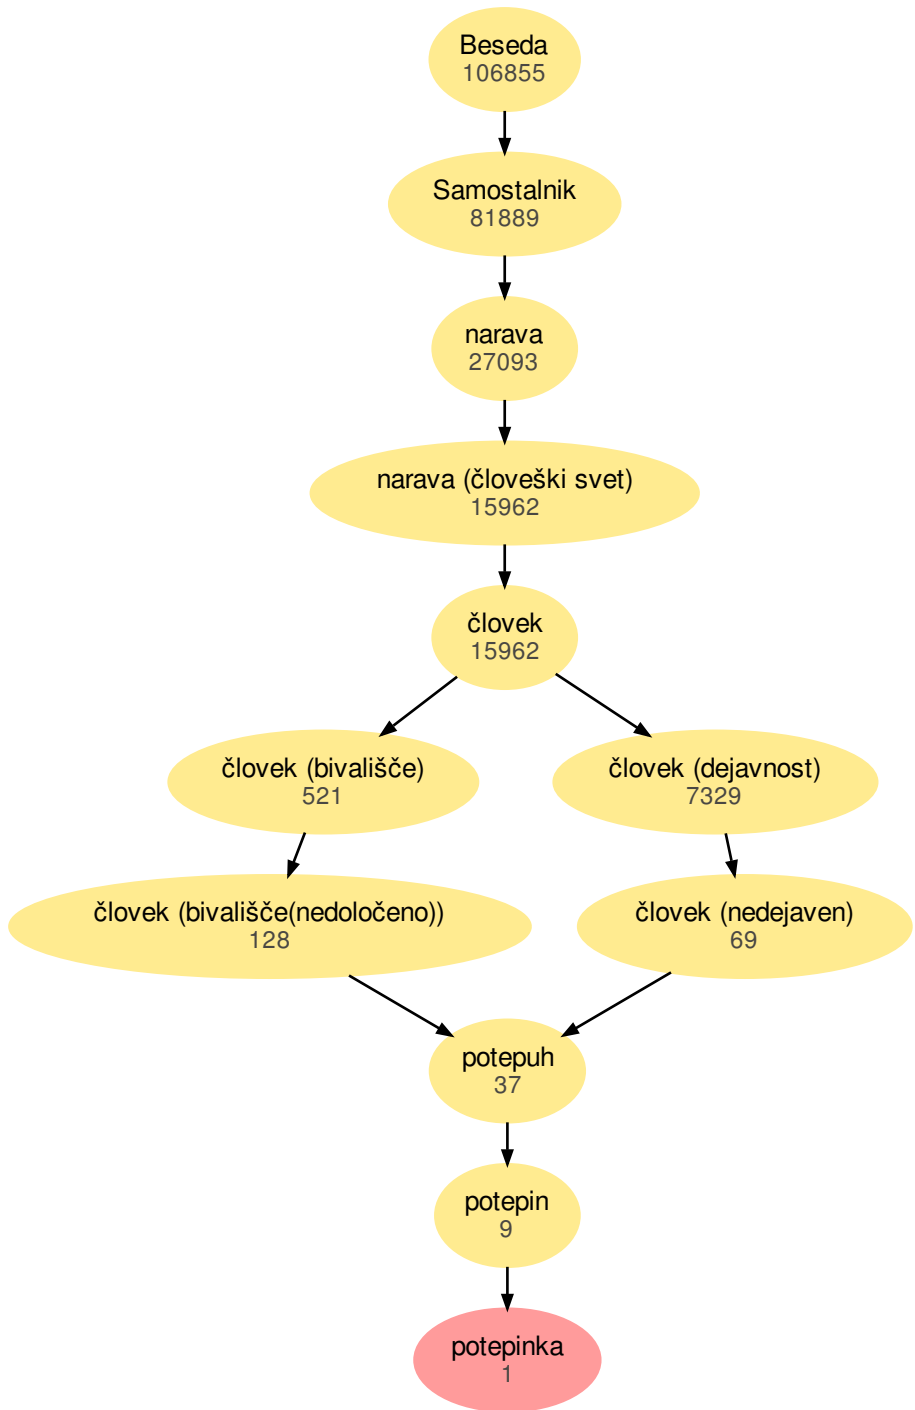 Beseda
106855
Samostalnik
81889
narava
27093
narava (človeški svet)
15962
človek
15962
človek (bivališče)
521
človek (dejavnost)
7329
človek (bivališče(nedoločeno))
128
človek (nedejaven)
69
potepuh
37
potepin
9
potepinka
1